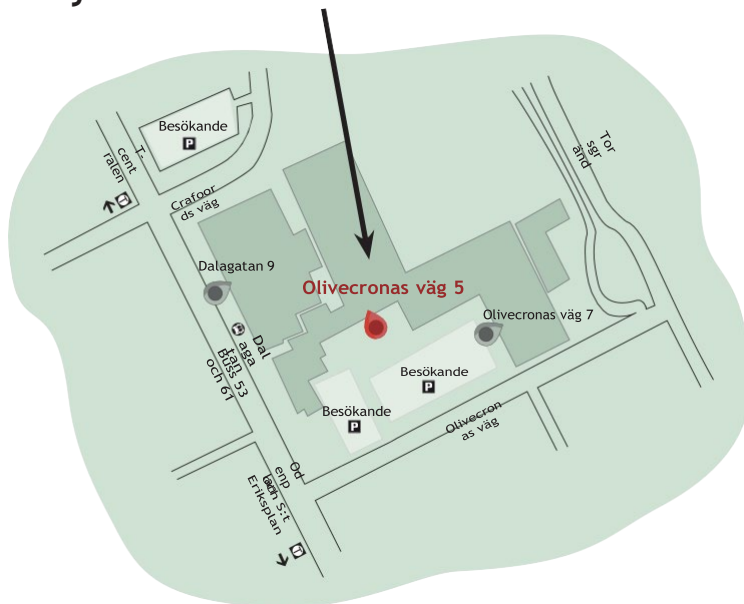 Besökande
P
T-
cent
ralen
T
Crafoor
ds väg
Tor
sgr
änd
Dalagatan 9
Olivecronas väg 5
Olivecronas väg 7
Dal
aga
tan
Buss 53
och 61
Besökande
P
Besökande
P
Olivecron
as väg
Od
enp
lan
och S:t
Eriksplan
T